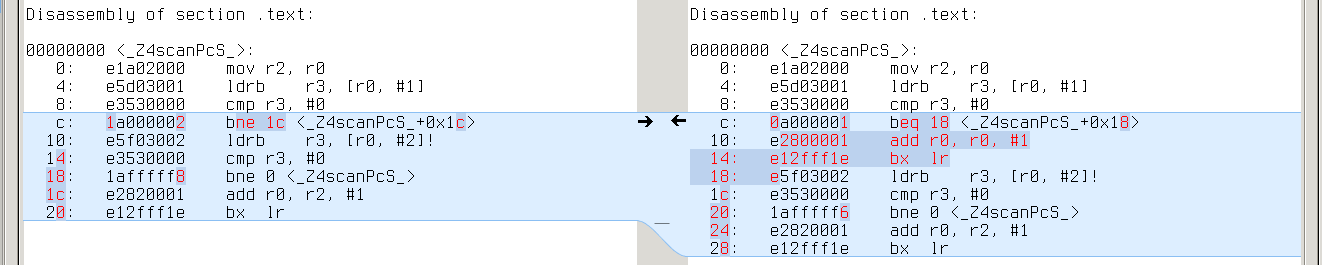 Disassembly of section .text:
00000000 <_Z4scanPcS_>:
0: e1a02000 mov r2, r0
4: e5d03001 ldrb r3, [r0, #1]
8: e3530000 cmp r3, #0
c: 1a000002 bne 1c <_Z4scanPcS_+0x1c>
10: e5f03002 ldrb r3, [r0, #2]!
14: e3530000 cmp r3, #0
18: 1afffff8 bne 0 <_Z4scanPcS_>
1c: e2820001 add r0, r2, #1
20: e12fff1e bx lr
Disassembly of section .text:
00000000 <_Z4scanPcS_>:
0: e1a02000 mov r2, r0
4: e5d03001 ldrb r3, [r0, #1]
8: e3530000 cmp r3, #0
c: 0a000001 beq 18 <_Z4scanPcS_+0x18>
10: e2800001 add r0, r0, #1
14: e12fff1e bx lr
18: e5f03002 ldrb r3, [r0, #2]!
1c: e3530000 cmp r3, #0
20: 1afffff6 bne 0 <_Z4scanPcS_>
24: e2820001 add r0, r2, #1
28: e12fff1e bx lr